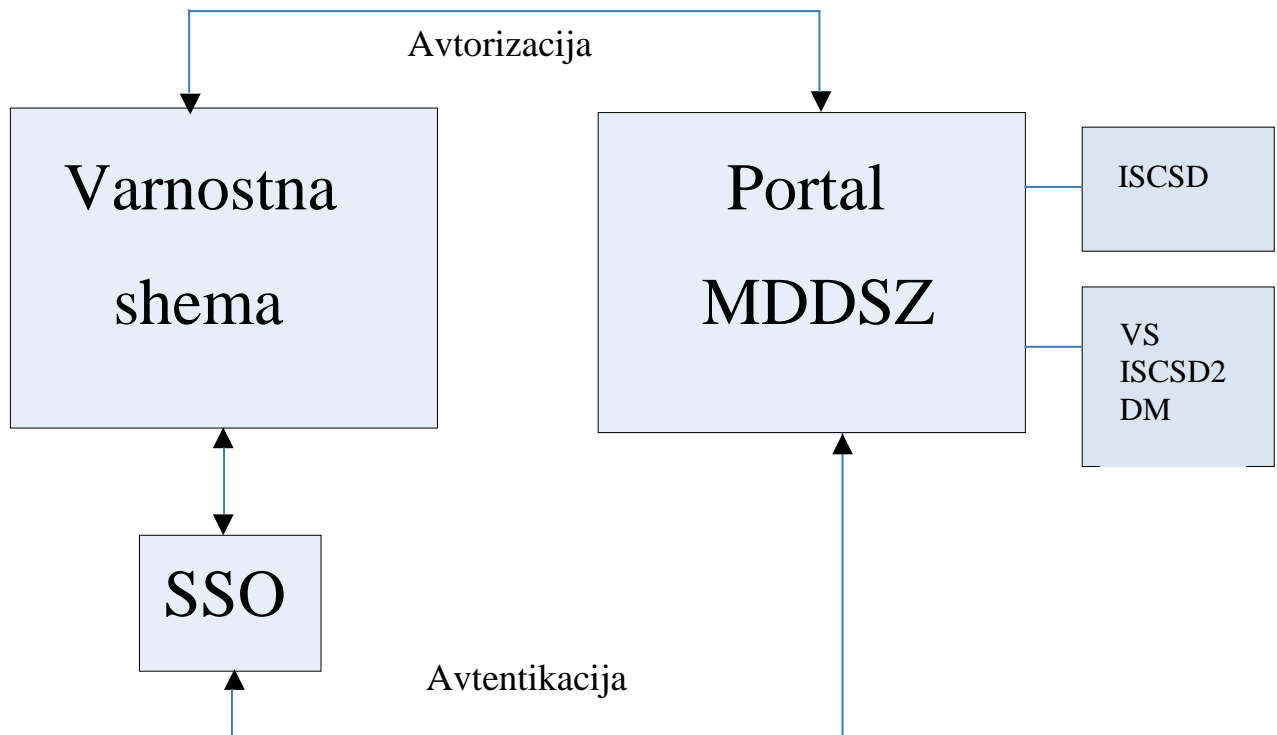 Avtorizacija
Varnostna
shema
Portal
MDDSZ
ISCSD
VS
ISCSD2
DM
SSO
Avtentikacija